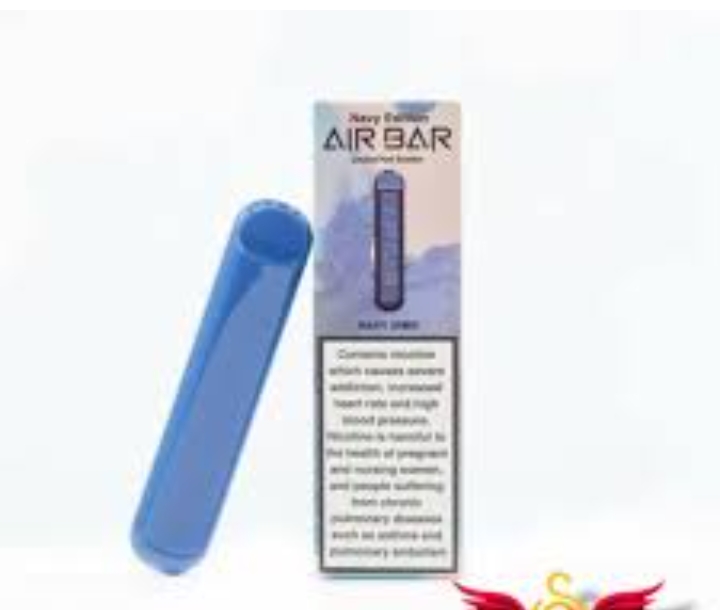 Navy Edition
AIR BAR
Contains nicotine
which causes severe
addiction, increased
heart rate and high
blood pressure.
Nicotine is harmful to
the health of pregnant
and nursing women,
and people suffering
from chronic
pulmonary diseases
such as asthma and
pulmonary embolism